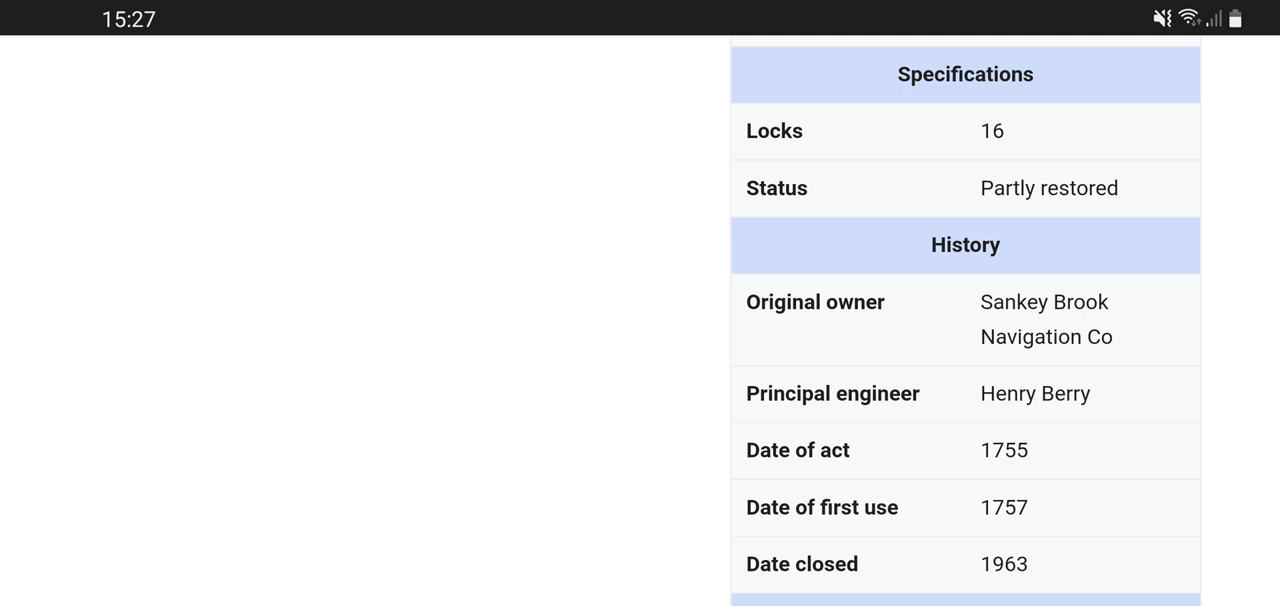 15:27
Specifications
Locks 16
Status Partly restored
History
Original owner Sankey Brook
Navigation Co
Principal engineer Henry Berry
Date of act 1755
Date of first use 1757
Date closed 1963